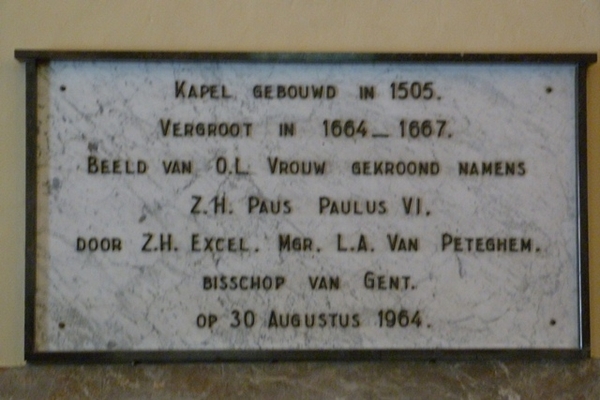 Kapel gebouwd in 1505.
Vergroot in 1664_1667.
Beeld van O.L. Vrouw gekroond namens
Z.H. Paus Paulus VI.
door Z.H. Excel. Mgr. L.A. Van Peteghem.
bisschop van Gent.
op 30 Augustus 1964.